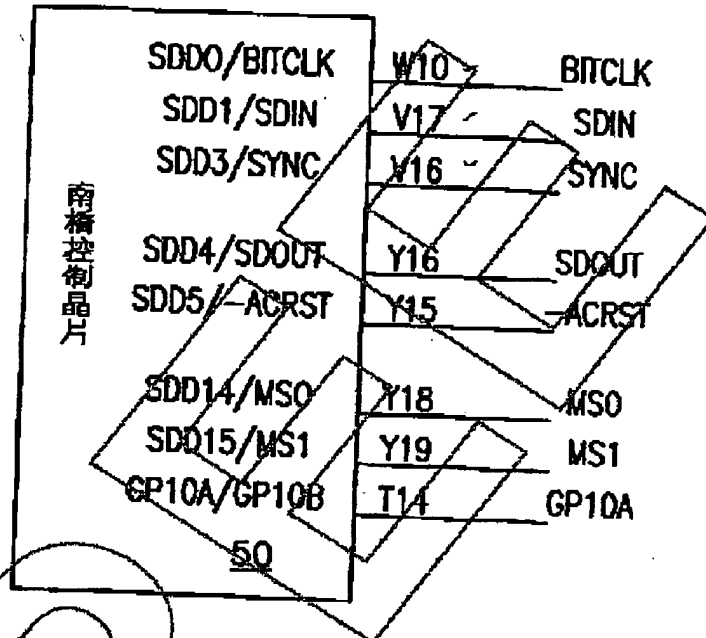 SDD0/BITCLK W10 BITCLK
SDD1/SDIN V17 SDIN
SDD3/SYNC V16 SYNC
SDD4/SDOUT Y16 SDOUT
SDD5/-ACRST Y15 -ACRST
SDD14/MS0 Y18 MS0
SDD15/MS1 Y19 MS1
GP10A/GP10B T14 GP10A
南橋控制晶片
50